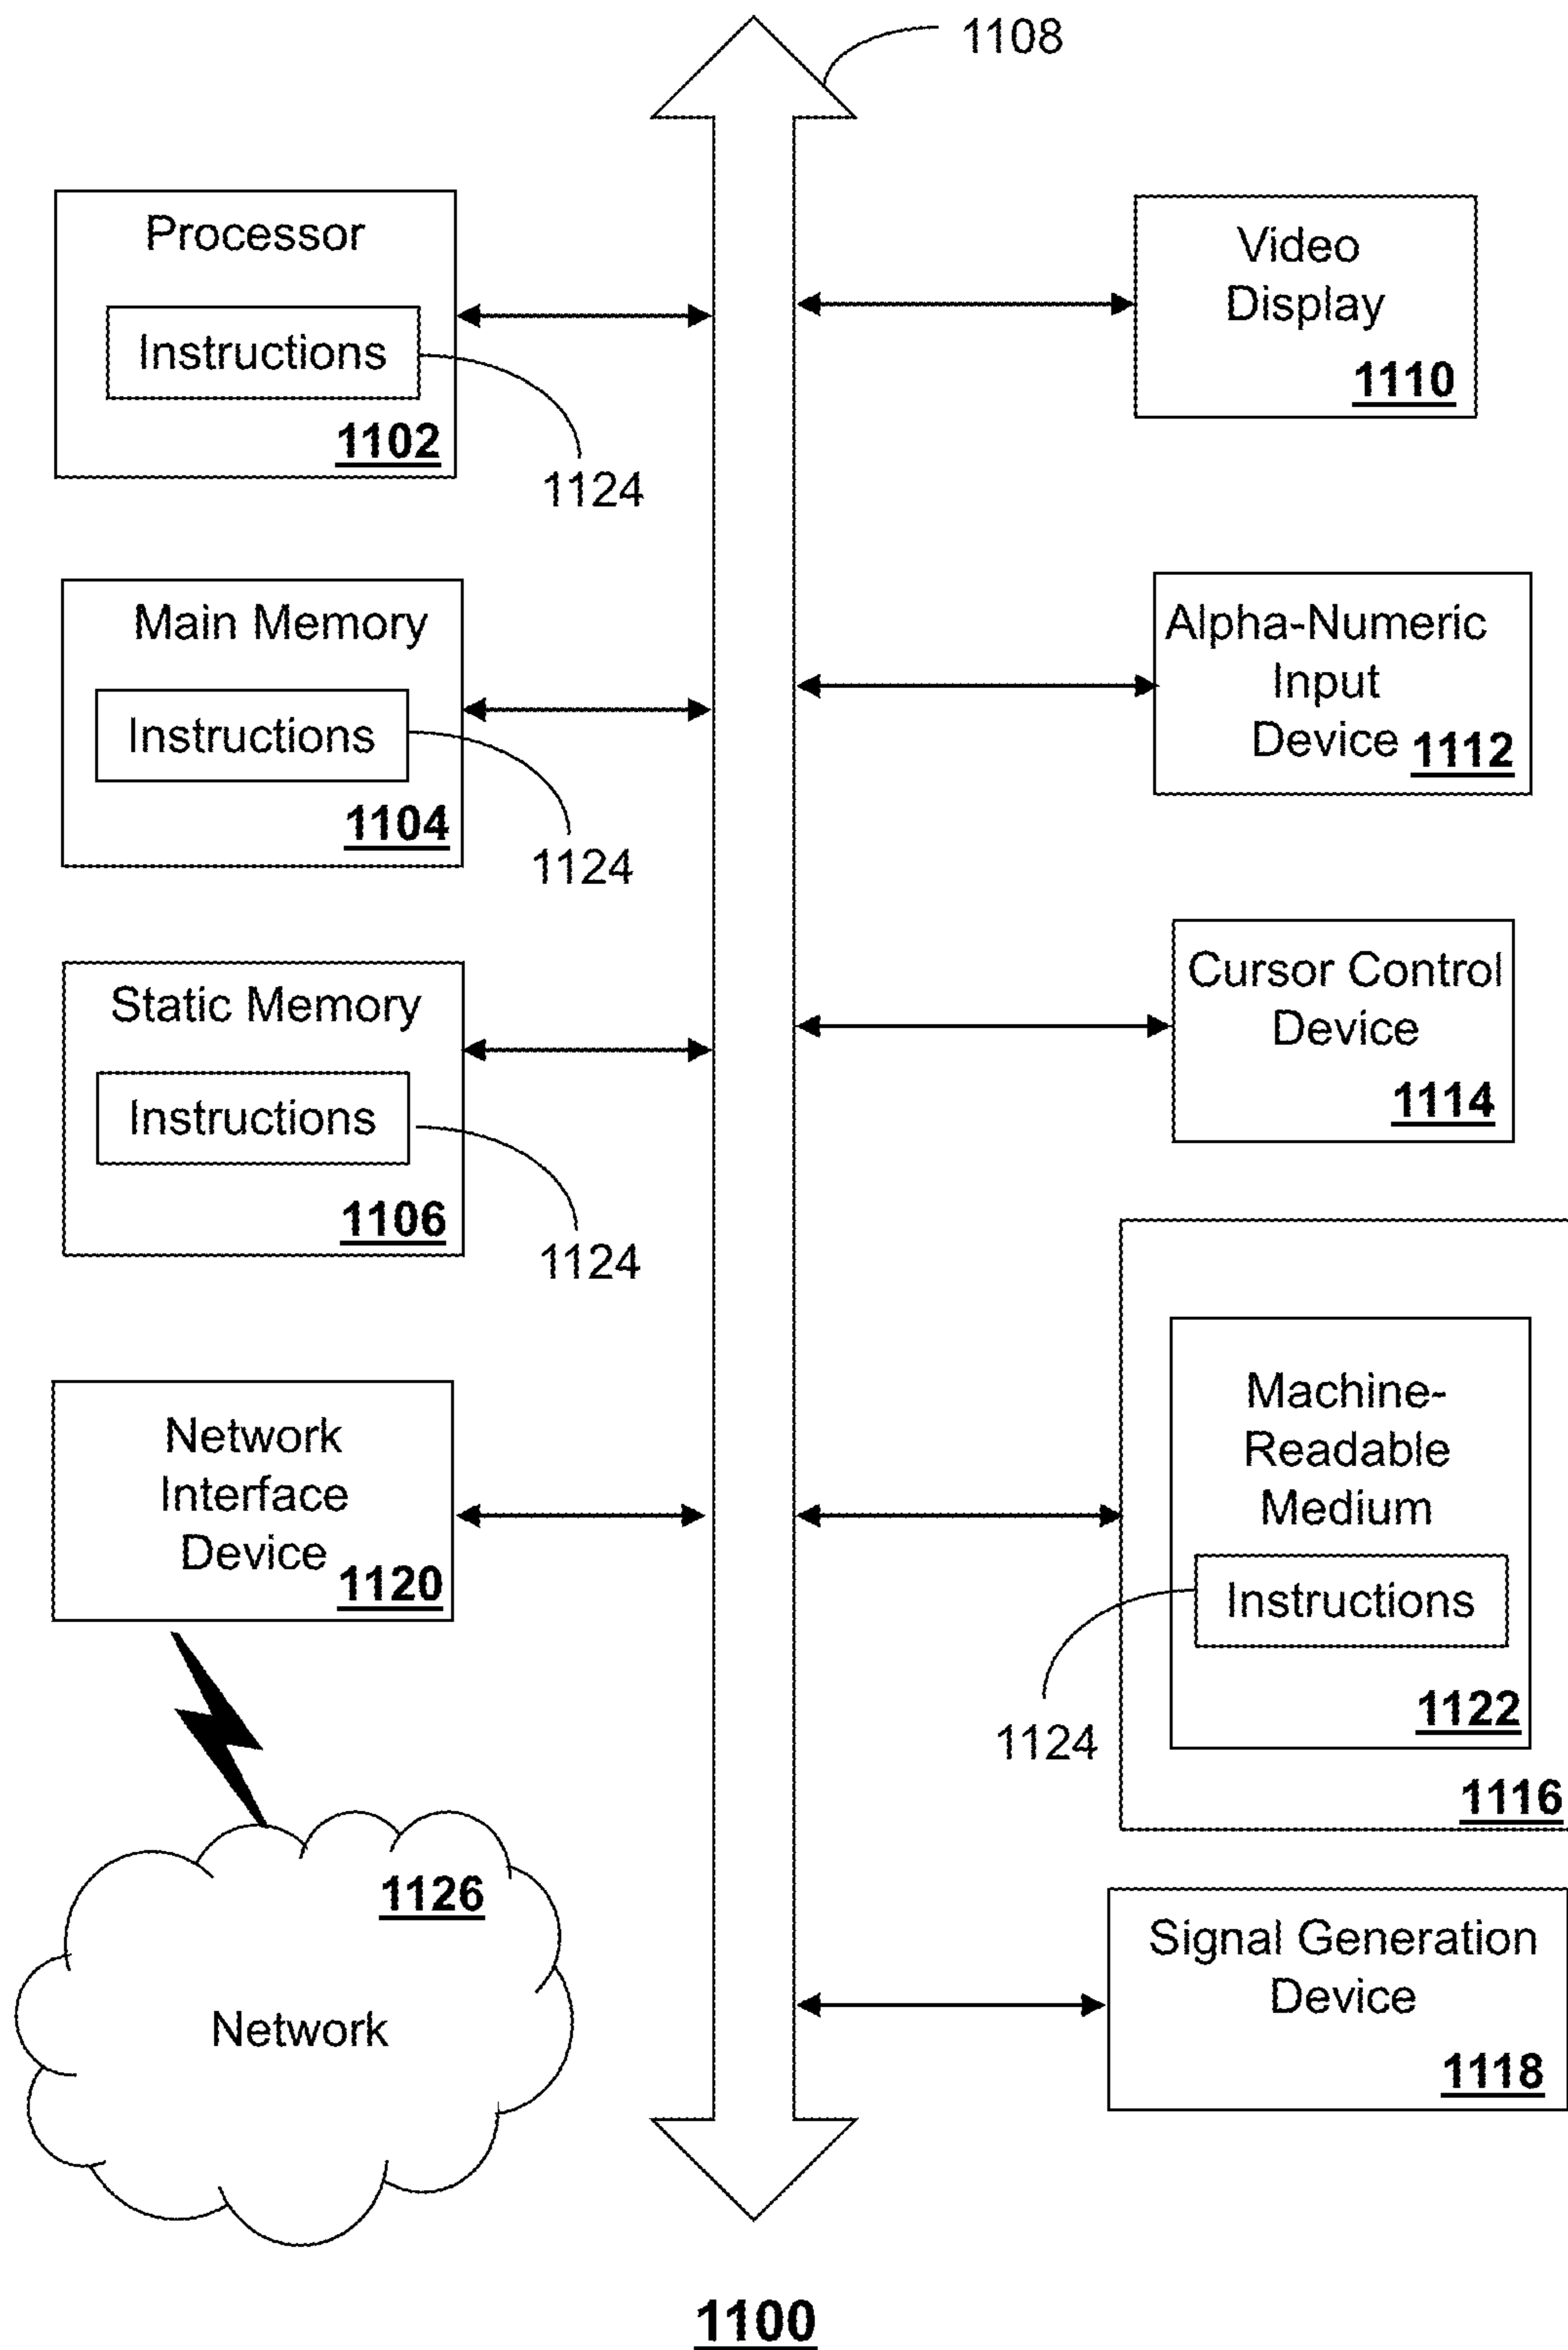 1108
Processor
Instructions
1102
1124
Main Memory
Instructions
1104
1124
Static Memory
Instructions
1106
1124
Network
Interface
Device
1120
1126
Network
Video
Display
1110
Alpha-Numeric
Input
Device 1112
Cursor Control
Device
1114
Machine-
Readable
Medium
Instructions
1122
1124
1116
Signal Generation
Device
1118
1100